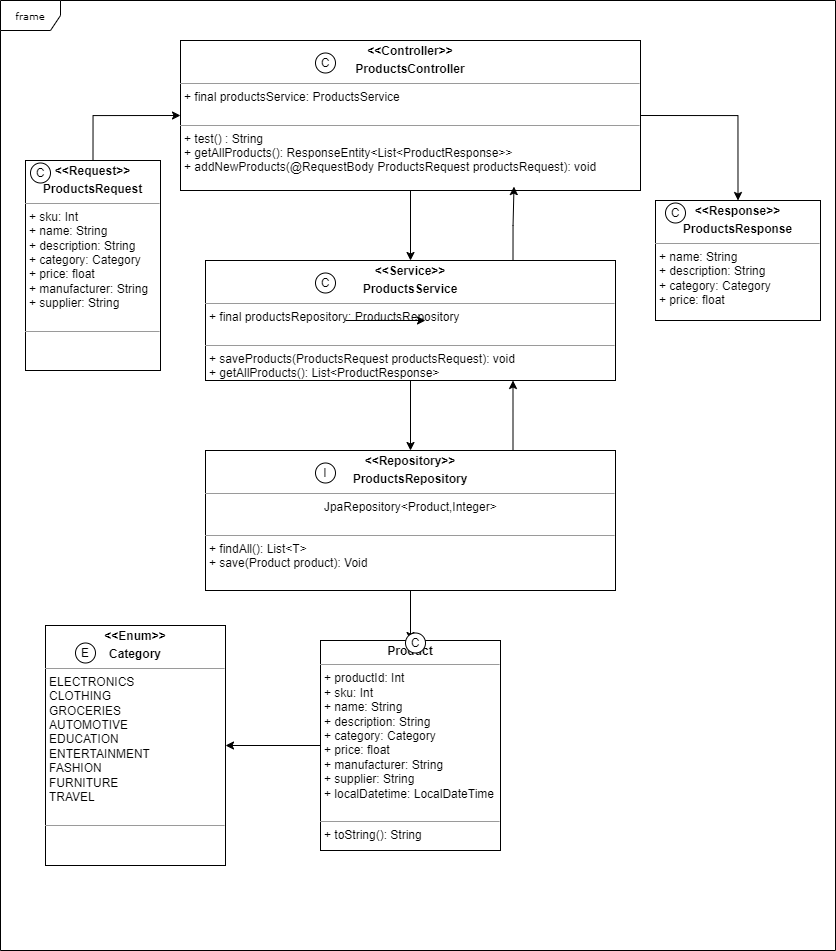 frame
<<Controller>>
C
ProductsController
+ final productsService: ProductsService
+ test() : String
+ getAllProducts(): ResponseEntity<List<ProductResponse>>
+ addNewProducts(@RequestBody ProductsRequest productsRequest): void
C
<<Request>>
ProductsRequest
+ sku: Int
+ name: String
+ description: String
+ category: Category
+ price: float
+ manufacturer: String
+ supplier: String
C
<<Response>>
ProductsResponse
+ name: String
+ description: String
+ category: Category
+ price: float
<<Service>>
C
ProductsService
+ final productsRepository: ProductsRepository
+ saveProducts(ProductsRequest productsRequest): void
+ getAllProducts(): List<ProductResponse>
<<Repository>>
I
ProductsRepository
JpaRepository<Product,Integer>
+ findAll(): List<T>
+ save(Product product): Void
<<Enum>>
E
Category
ELECTRONICS
CLOTHING
GROCERIES
AUTOMOTIVE
EDUCATION
ENTERTAINMENT
FASHION
FURNITURE
TRAVEL
C
Product
+ productId: Int
+ sku: Int
+ name: String
+ description: String
+ category: Category
+ price: float
+ manufacturer: String
+ supplier: String
+ localDatetime: LocalDateTime
+ toString(): String